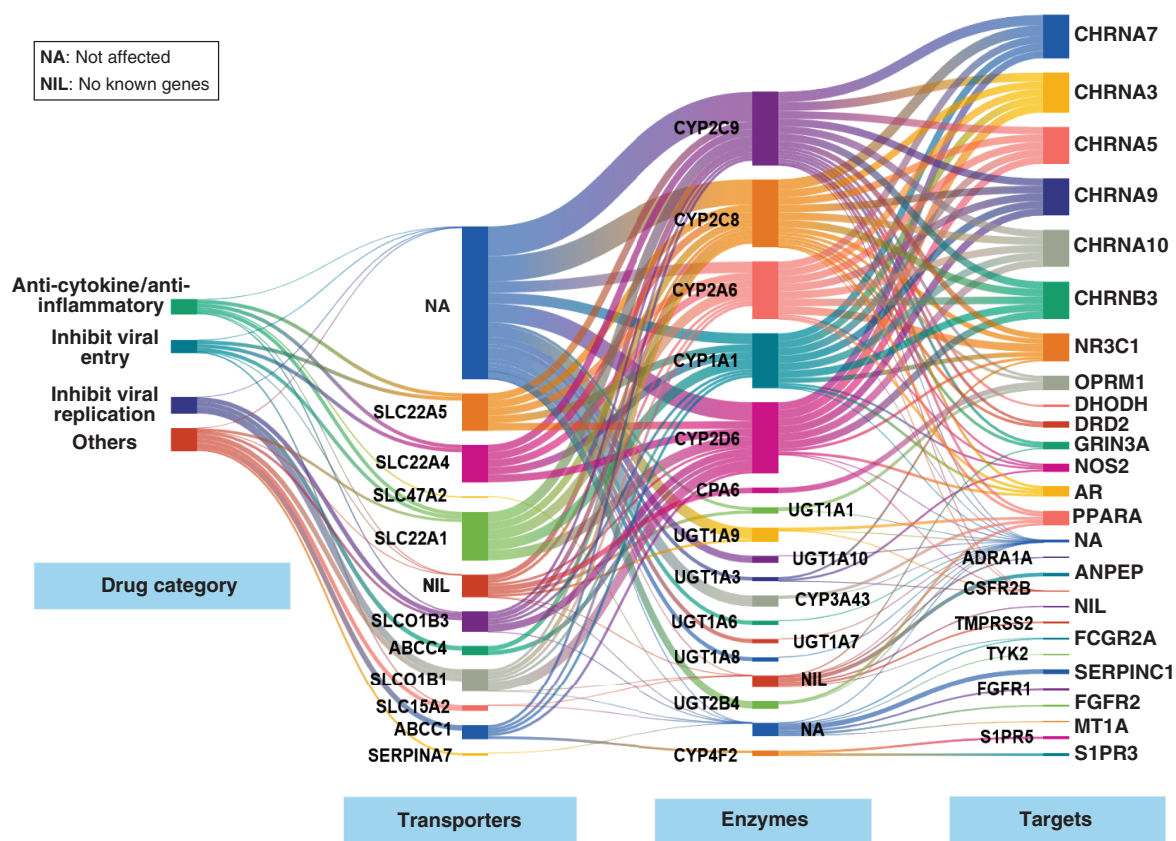 NA: Not affected
NIL: No known genes
Anti-cytokine/anti-
inflammatory
Inhibit viral
entry
Inhibit viral
replication
Others
Drug category
NA
SLC22A5
SLC22A4
SLC47A2
SLC22A1
NIL
SLCO1B3
ABCC4
SLCO1B1
SLC15A2
ABCC1
SERPINA7
Transporters
CYP2C9
CYP2C8
CYP2A6
CYP1A1
CYP2D6
CPA6
UGT1A1
UGT1A9
UGT1A10
UGT1A3
CYP3A43
UGT1A6
UGT1A7
UGT1A8
NIL
UGT2B4
NA
CYP4F2
Enzymes
CHRNA7
CHRNA3
CHRNA5
CHRNA9
CHRNA10
CHRNB3
NR3C1
OPRM1
DHODH
DRD2
GRIN3A
NOS2
AR
PPARA
NA
ADRA1A
ANPEP
CSFR2B
NIL
TMPRSS2
FCGR2A
TYK2
SERPINC1
FGFR1
FGFR2
MT1A
S1PR5
S1PR3
Targets